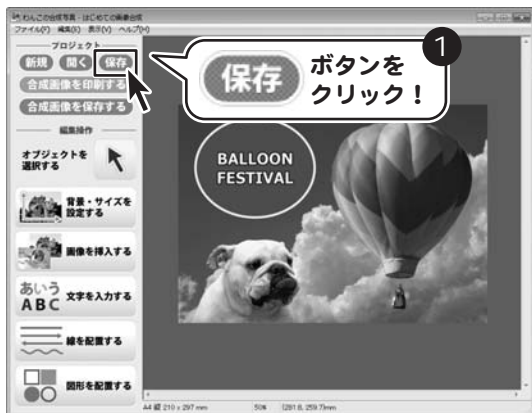 わんこの合成写真 - はじめての画像合成
ファイル(F) 編集(E) 表示(V) ヘルプ(H)
プロジェクト
新規 開く 保存
合成画像を印刷する
合成画像を保存する
編集操作
オブジェクトを
選択する
背景・サイズを
設定する
画像を挿入する
あいう
ABC
文字を入力する
線を配置する
図形を配置する
1
保存
ボタンを
クリック！
BALLOON
FESTIVAL
A4 縦 210 x 297 mm 50% (281.8, 259.7)mm